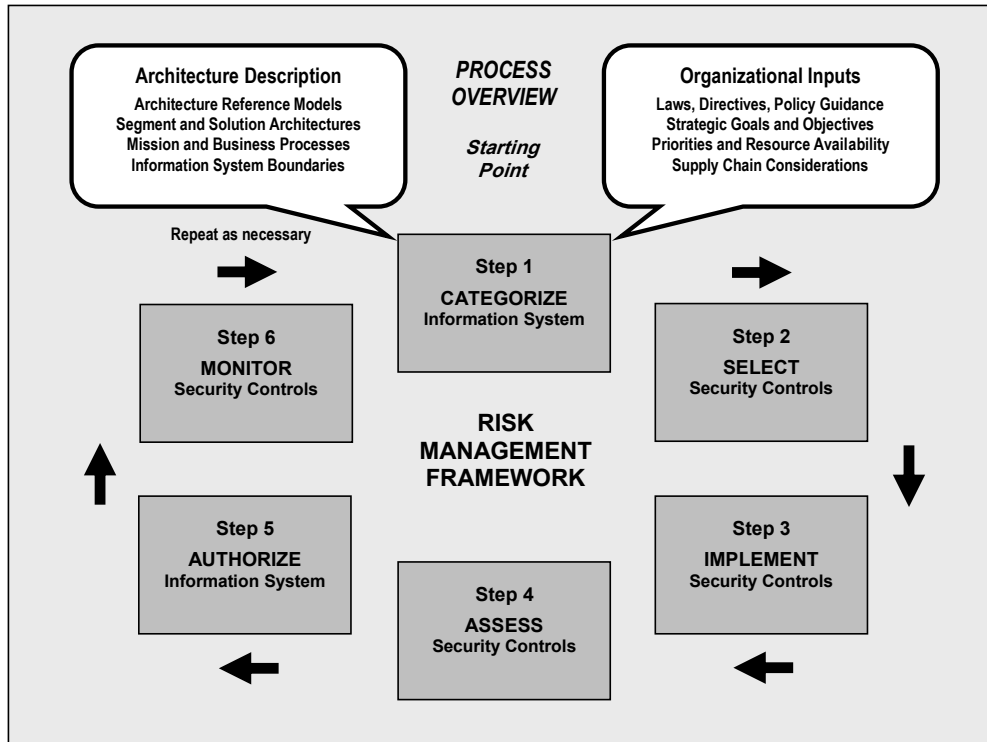 Architecture Description
Architecture Reference Models
Segment and Solution Architectures
Mission and Business Processes
Information System Boundaries
PROCESS
OVERVIEW
Starting
Point
Organizational Inputs
Laws, Directives, Policy Guidance
Strategic Goals and Objectives
Priorities and Resource Availability
Supply Chain Considerations
Repeat as necessary
Step 1
CATEGORIZE
Information System
Step 2
SELECT
Security Controls
Step 3
IMPLEMENT
Security Controls
Step 4
ASSESS
Security Controls
Step 5
AUTHORIZE
Information System
Step 6
MONITOR
Security Controls
RISK
MANAGEMENT
FRAMEWORK